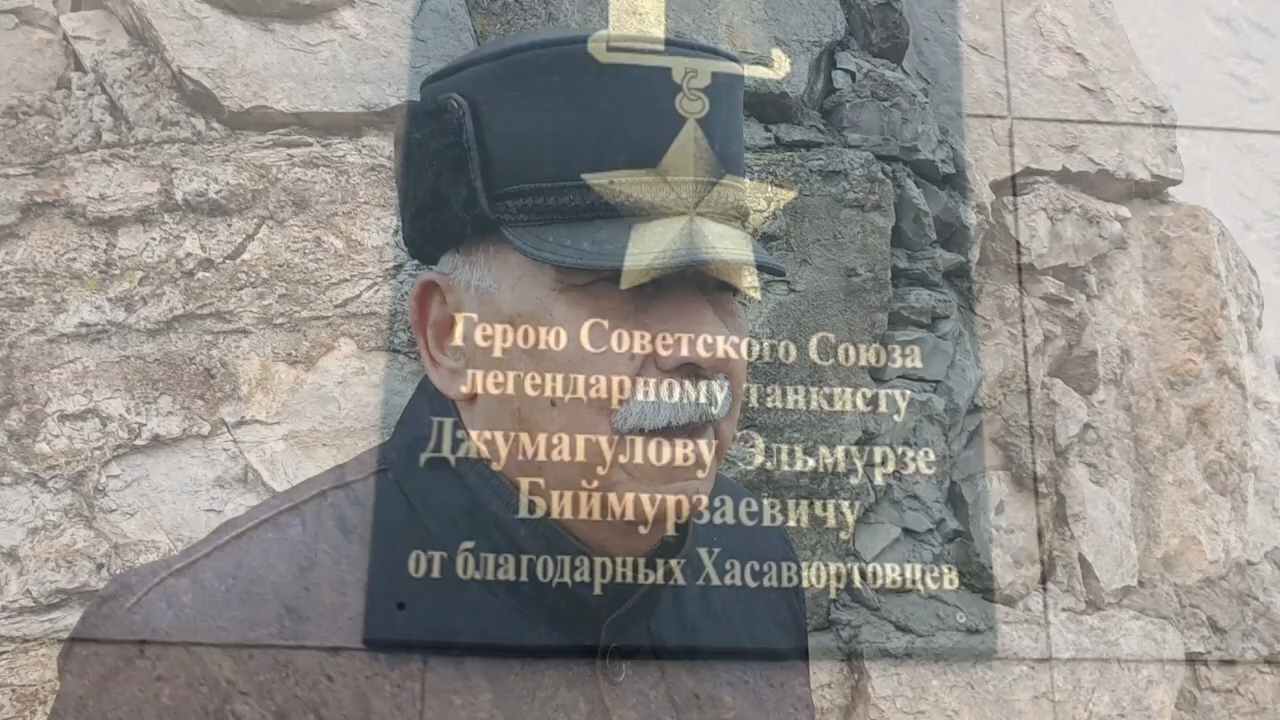 Герою Советского Союза
легендарному танкисту
Джумагулову Эльмурзе
Биймурзаевичу
от благодарных Хасавюртовцев